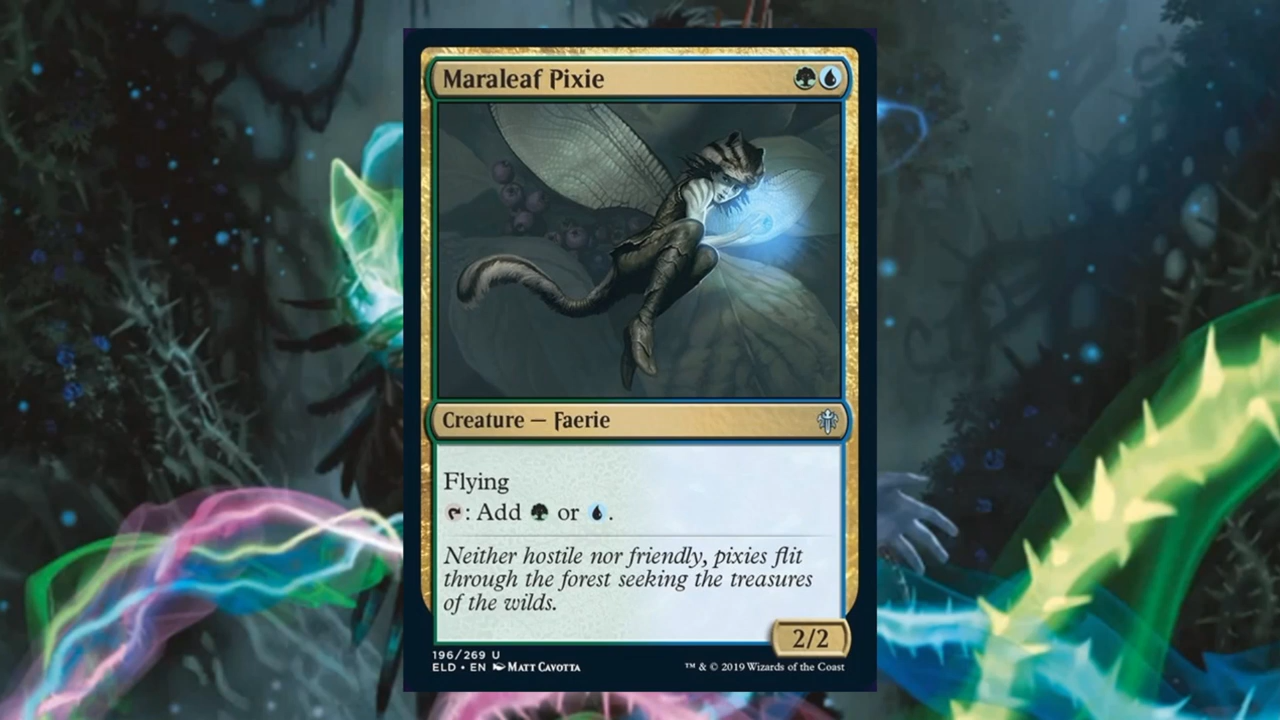 Maraleaf Pixie
Creature — Faerie
Flying
: Add or .
Neither hostile nor friendly, pixies flit
through the forest seeking the treasures
of the wilds.
2/2
196/269 U
ELD • EN Matt Cavotta
™ & © 2019 Wizards of the Coast